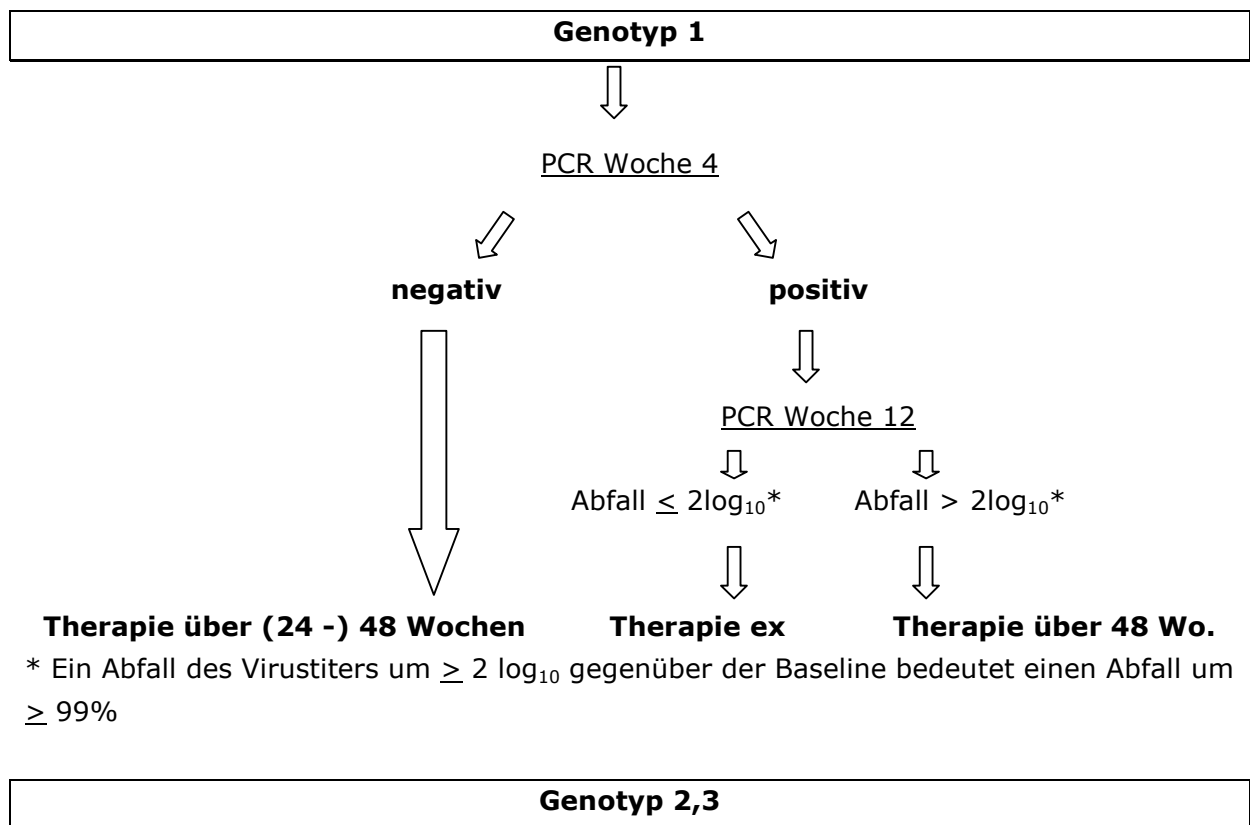 Genotyp 1
PCR Woche 4
negativ positiv
PCR Woche 12
Abfall ≤ 2log₁₀* Abfall > 2log₁₀*
Therapie über (24 -) 48 Wochen Therapie ex Therapie über 48 Wo.
* Ein Abfall des Virustiters um ≥ 2 log₁₀ gegenüber der Baseline bedeutet einen Abfall um
≥ 99%
Genotyp 2,3